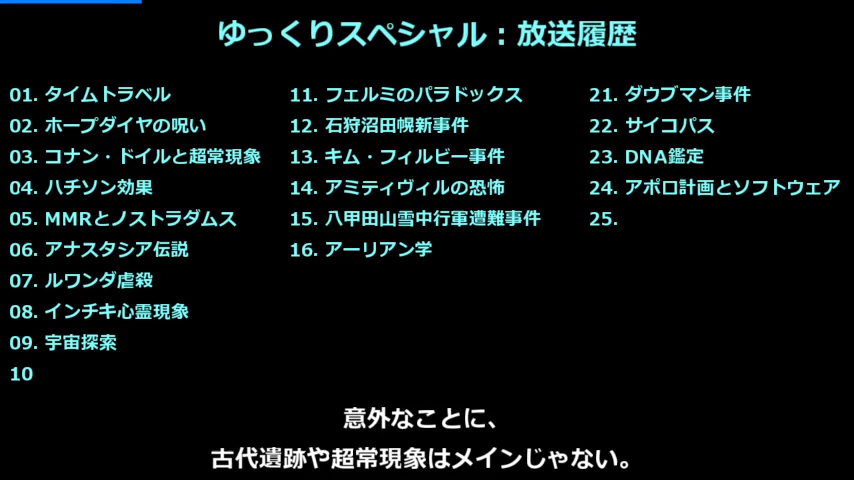 ゆっくりスペシャル：放送履歴
01. タイムトラベル
02. ホープダイヤの呪い
03. コナン・ドイルと超常現象
04. ハチソン効果
05. MMRとノストラダムス
06. アナスタシア伝説
07. ルワンダ虐殺
08. インチキ心霊現象
09. 宇宙探索
10
11. フェルミのパラドックス
12. 石狩沼田幌新事件
13. キム・フィルビー事件
14. アミティヴィルの恐怖
15. 八甲田山雪中行軍遭難事件
16. アーリアン学
21. ダウブマン事件
22. サイコパス
23. DNA鑑定
24. アポロ計画とソフトウェア
25.
意外なことに、
古代遺跡や超常現象はメインじゃない。